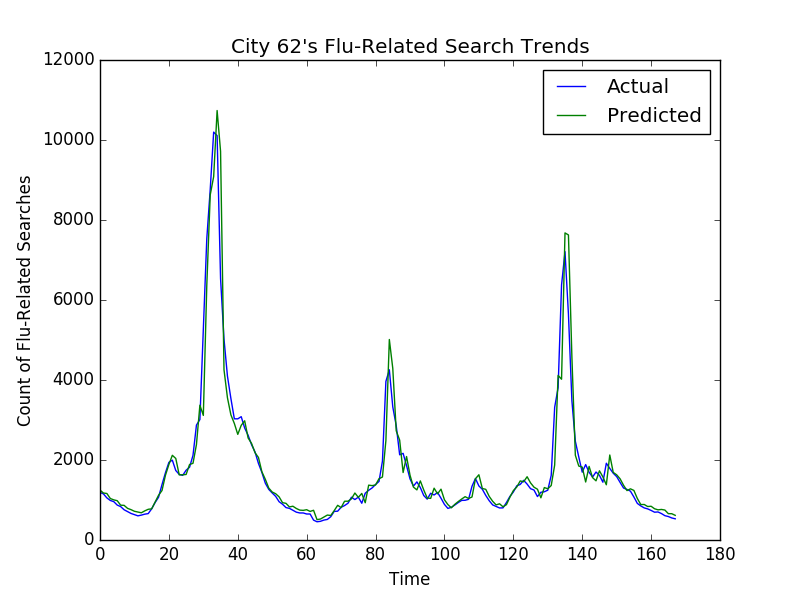 City 62's Flu-Related Search Trends
Actual
Predicted
12000
10000
8000
6000
4000
2000
0
Count of Flu-Related Searches
0 20 40 60 80 100 120 140 160 180
Time